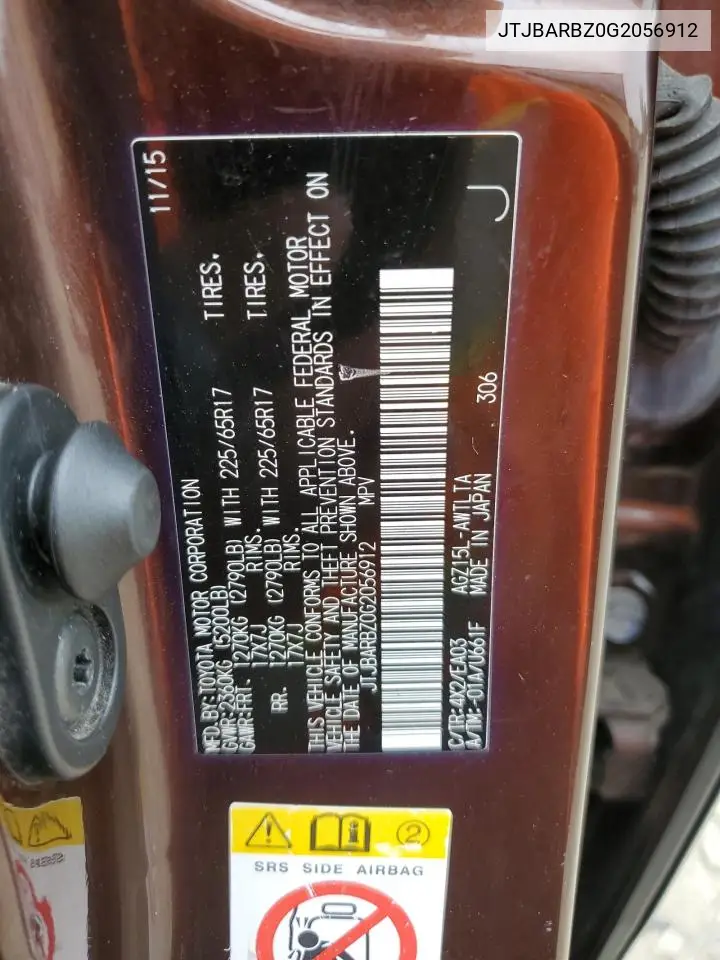 JTJBARBZ0G2056912
11/15
MFD.BY:TOYOTA MOTOR CORPORATION
GVWR:2360KG (5200LB)
GAWR:FRT. 1270KG (2790LB) WITH 225/65R17 TIRES.
17X7J RIMS.
RR. 1270KG (2790LB) WITH 225/65R17 TIRES.
17X7J RIMS.
THIS VEHICLE CONFORMS TO ALL APPLICABLE FEDERAL MOTOR
VEHICLE SAFETY AND THEFT PREVENTION STANDARDS IN EFFECT ON
THE DATE OF MANUFACTURE SHOWN ABOVE.
JTJBARBZ0G2056912 MPV
306
C/TR:4X2/EA03 AGZ15L-AWTLTA
A/TM:-01A/U661F MADE IN JAPAN
J
2
SRS SIDE AIRBAG